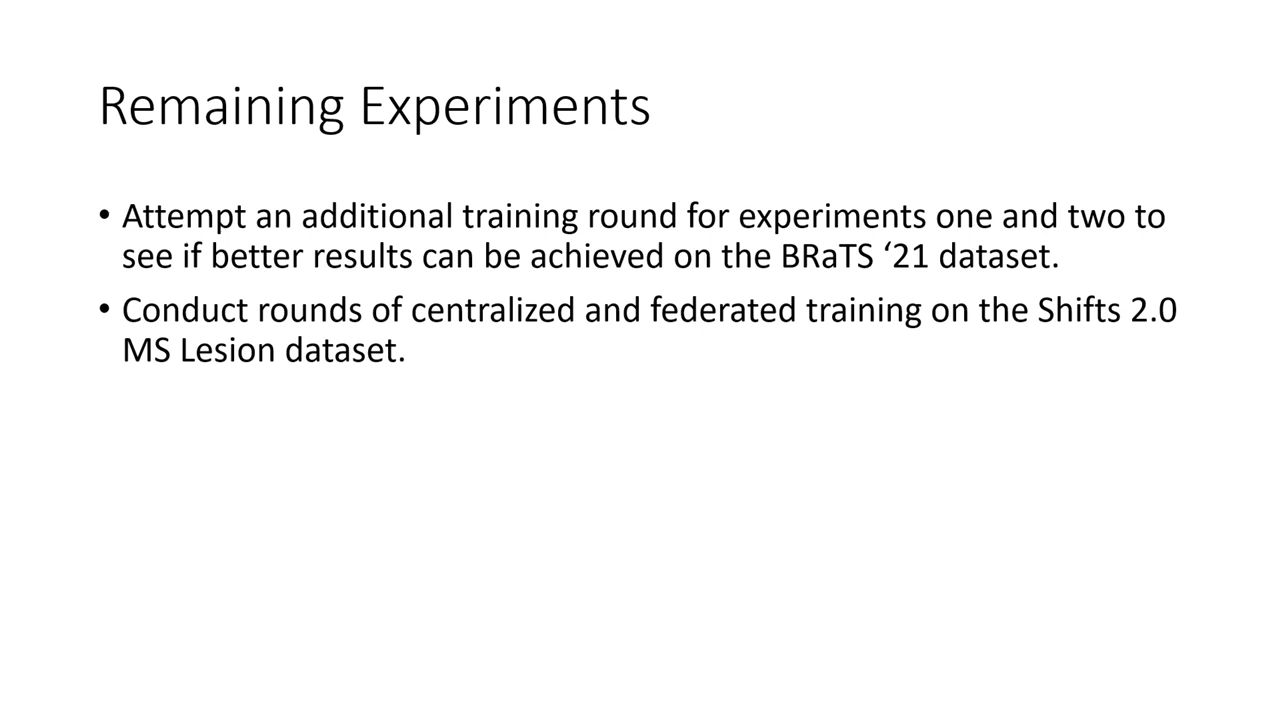 Remaining Experiments
• Attempt an additional training round for experiments one and two to
see if better results can be achieved on the BRaTS ‘21 dataset.
• Conduct rounds of centralized and federated training on the Shifts 2.0
MS Lesion dataset.